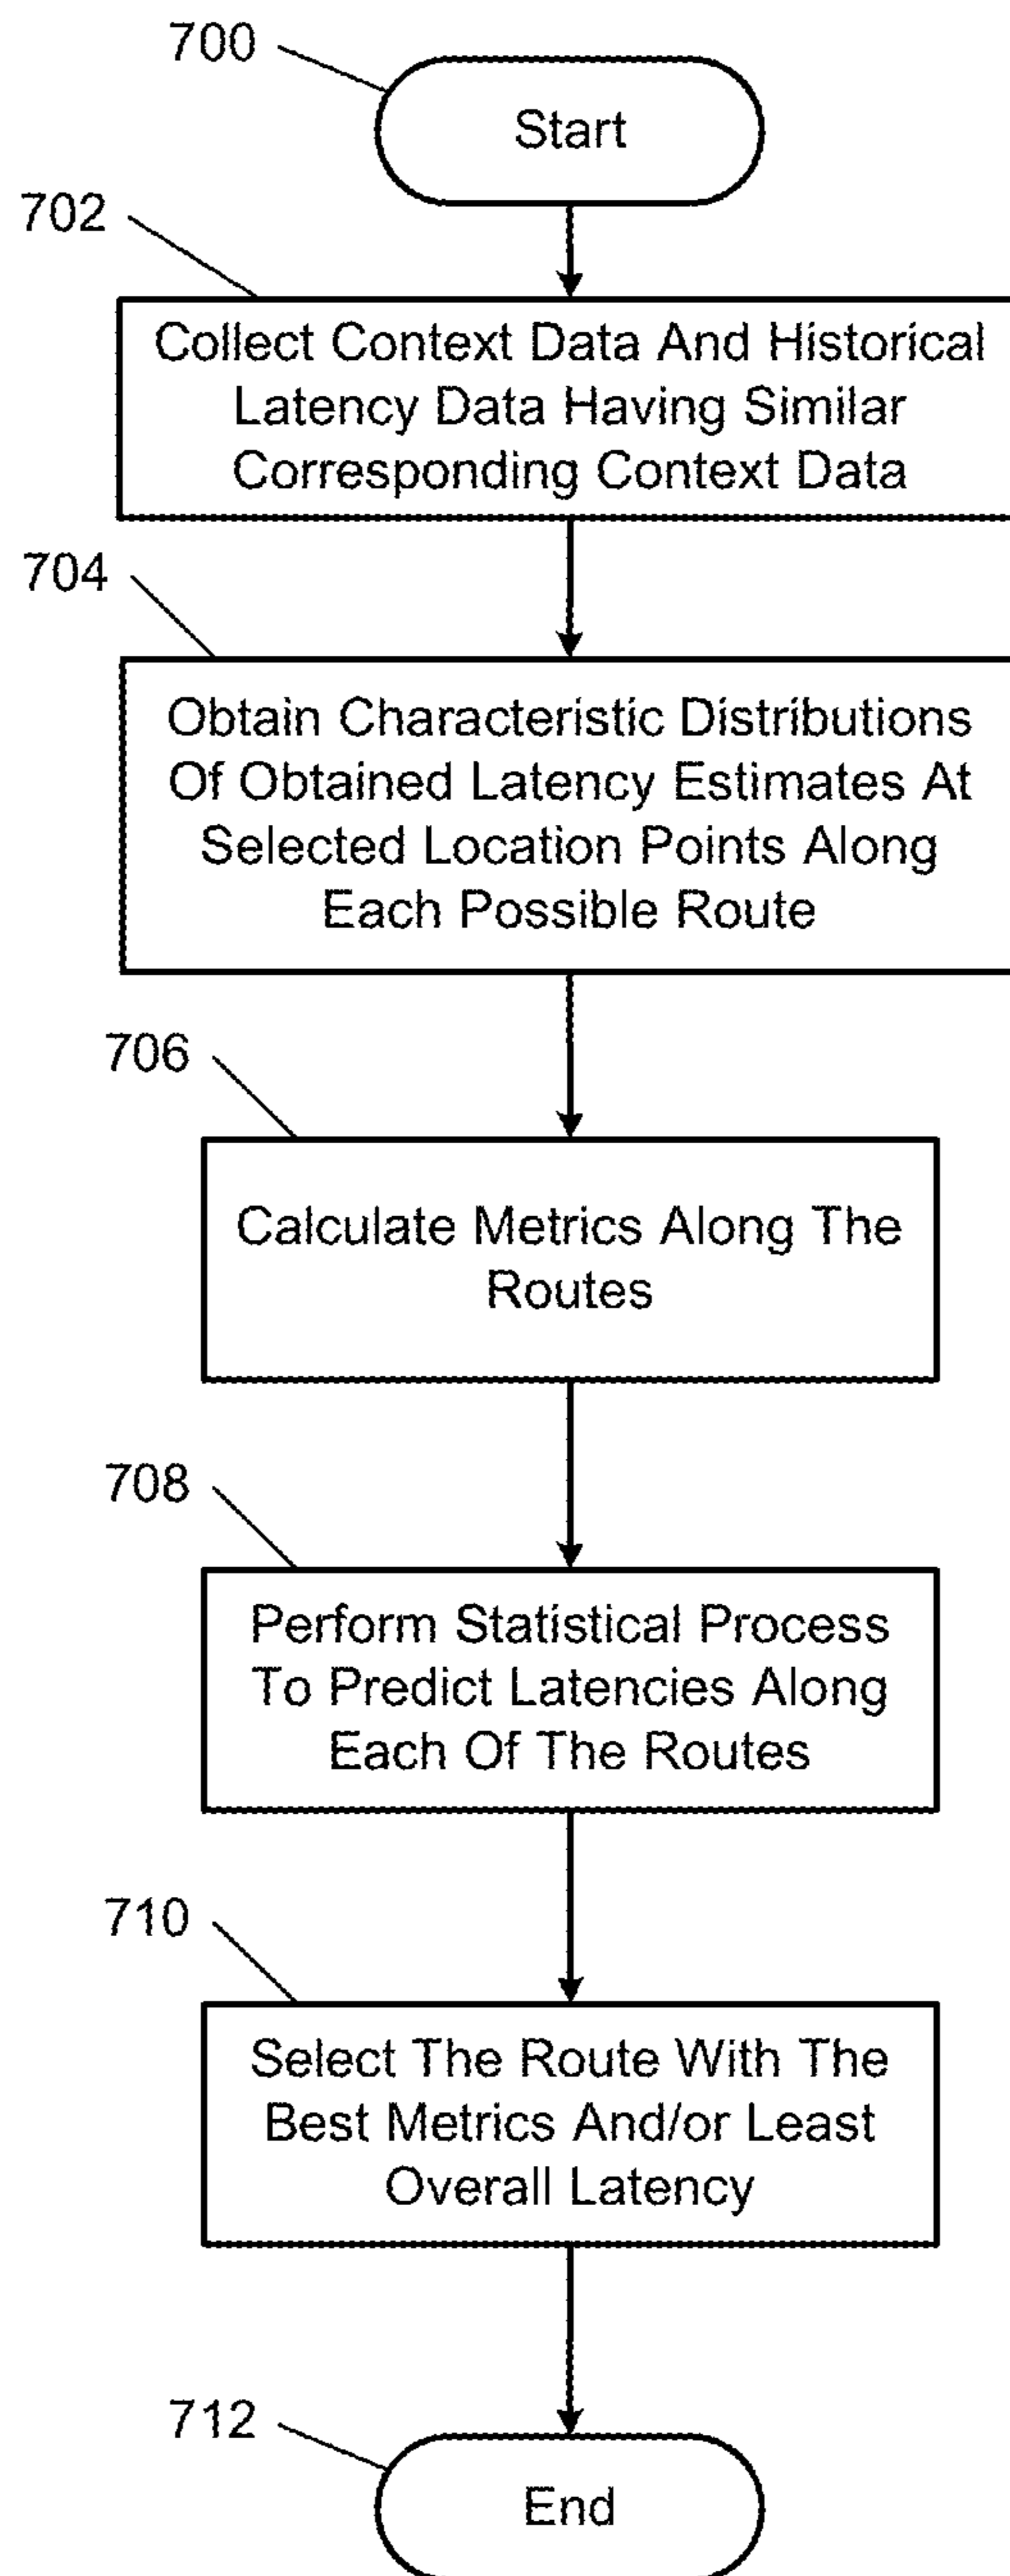 700
Start
702
Collect Context Data And Historical
Latency Data Having Similar
Corresponding Context Data
704
Obtain Characteristic Distributions
Of Obtained Latency Estimates At
Selected Location Points Along
Each Possible Route
706
Calculate Metrics Along The
Routes
708
Perform Statistical Process
To Predict Latencies Along
Each Of The Routes
710
Select The Route With The
Best Metrics And/or Least
Overall Latency
712
End